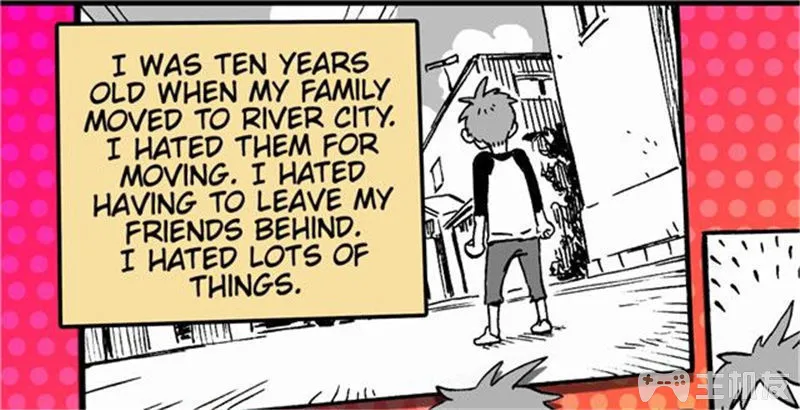 I WAS TEN YEARS
OLD WHEN MY FAMILY
MOVED TO RIVER CITY.
I HATED THEM FOR
MOVING. I HATED
HAVING TO LEAVE MY
FRIENDS BEHIND.
I HATED LOTS OF
THINGS.
主机友